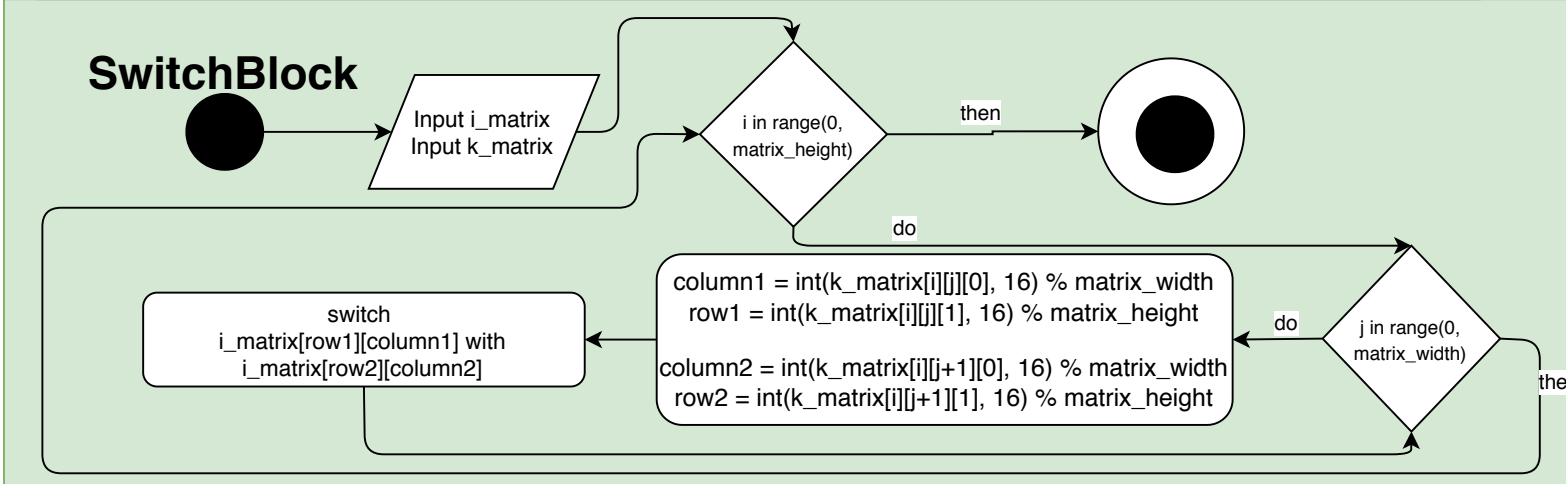 SwitchBlock
Input i_matrix
Input k_matrix
i in range(0,
matrix_height)
then
do
column1 = int(k_matrix[i][j][0], 16) % matrix_width
row1 = int(k_matrix[i][j][1], 16) % matrix_height
column2 = int(k_matrix[i][j+1][0], 16) % matrix_width
row2 = int(k_matrix[i][j+1][1], 16) % matrix_height
switch
i_matrix[row1][column1] with
i_matrix[row2][column2]
do
j in range(0,
matrix_width)
the